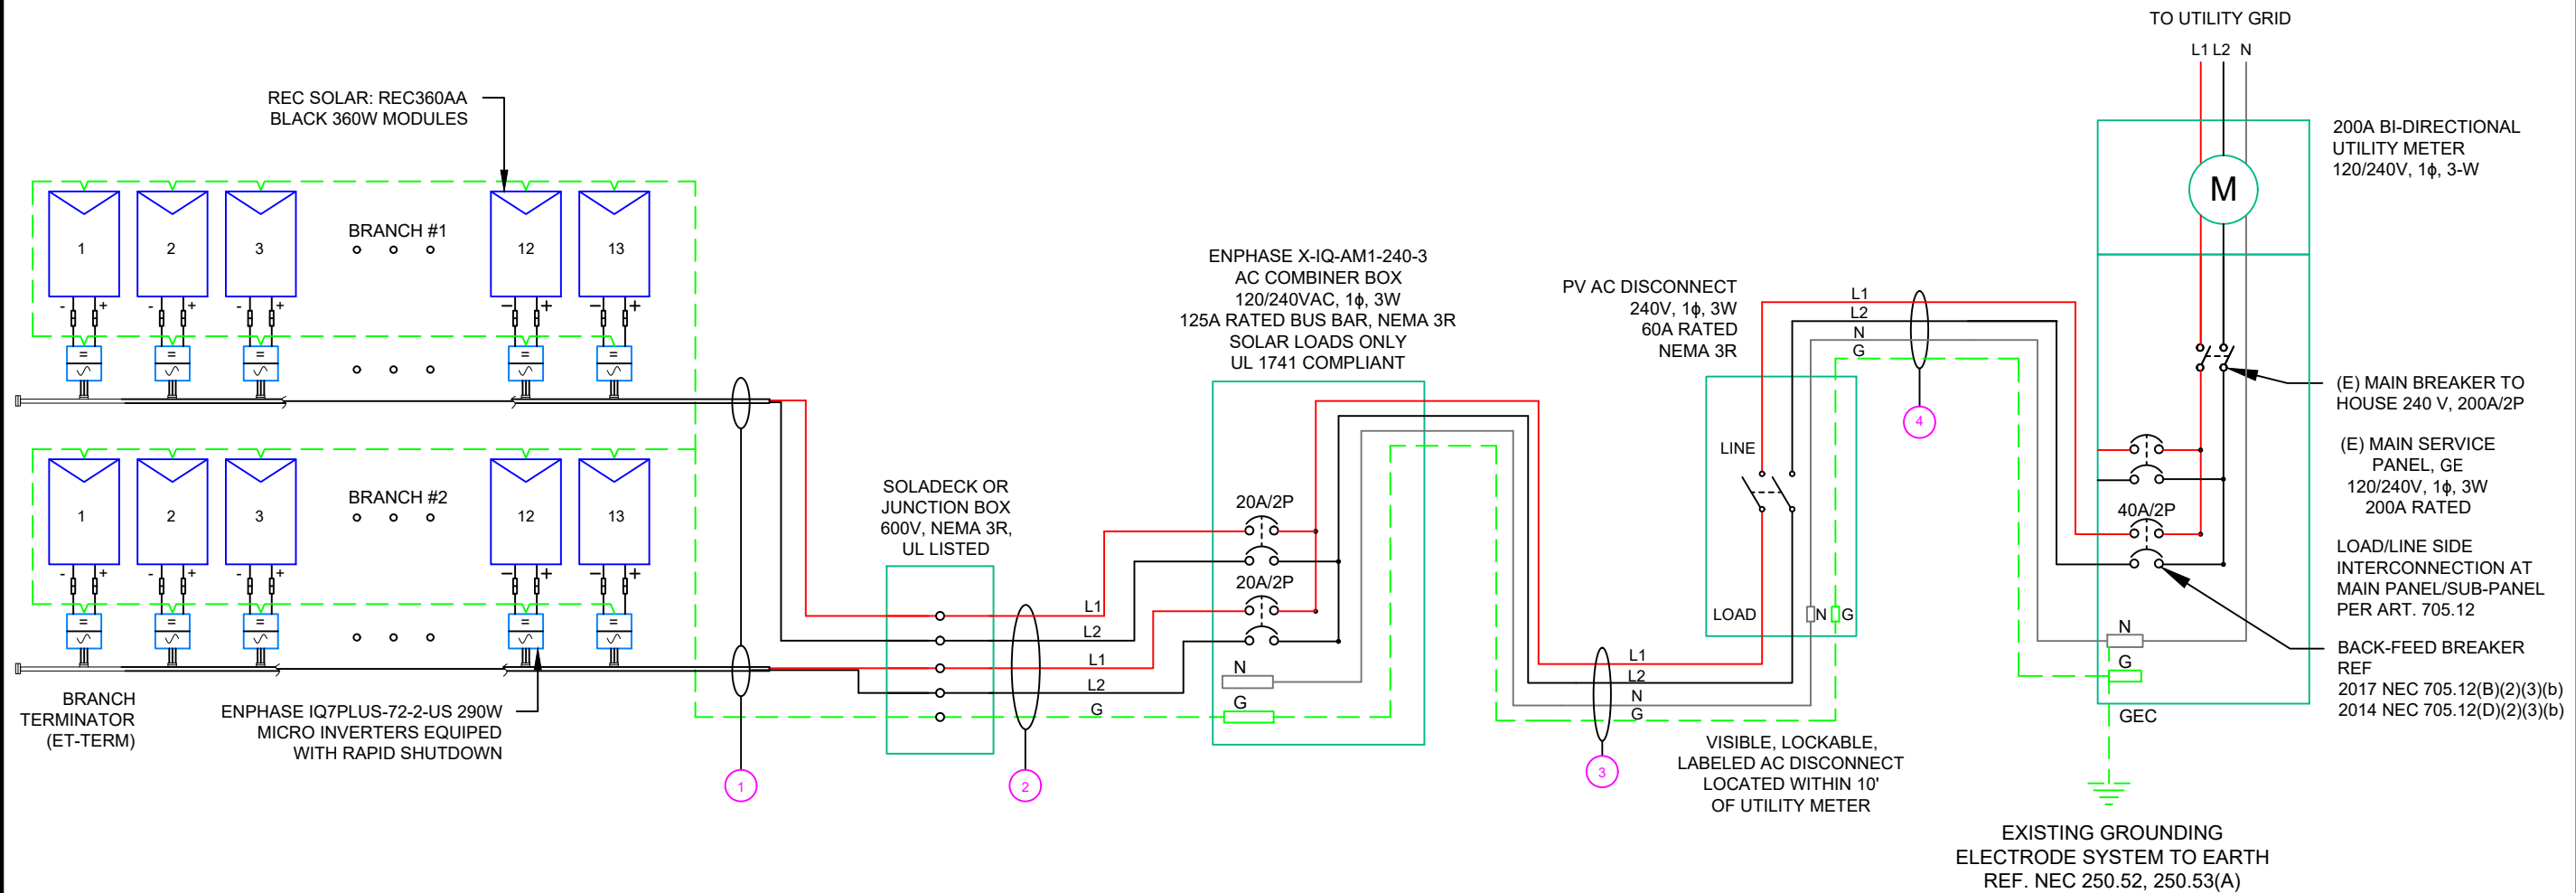 TO UTILITY GRID
L1 L2 N
REC SOLAR: REC360AA
BLACK 360W MODULES
200A BI-DIRECTIONAL
UTILITY METER
120/240V, 1ϕ, 3-W
M
BRANCH #1
1
2
3
12
13
- +
- +
- +
- +
- +
=
=
=
=
=
ENPHASE X-IQ-AM1-240-3
AC COMBINER BOX
120/240VAC, 1ϕ, 3W
125A RATED BUS BAR, NEMA 3R
SOLAR LOADS ONLY
UL 1741 COMPLIANT
PV AC DISCONNECT
240V, 1ϕ, 3W
60A RATED
NEMA 3R
L1
L2
N
G
4
(E) MAIN BREAKER TO
HOUSE 240 V, 200A/2P
(E) MAIN SERVICE
PANEL, GE
120/240V, 1ϕ, 3W
200A RATED
40A/2P
LOAD/LINE SIDE
INTERCONNECTION AT
MAIN PANEL/SUB-PANEL
PER ART. 705.12
BACK-FEED BREAKER
REF
2017 NEC 705.12(B)(2)(3)(b)
2014 NEC 705.12(D)(2)(3)(b)
N
G
GEC
BRANCH #2
1
2
3
12
13
- +
- +
- +
- +
- +
=
=
=
=
=
BRANCH
TERMINATOR
(ET-TERM)
ENPHASE IQ7PLUS-72-2-US 290W
MICRO INVERTERS EQUIPED
WITH RAPID SHUTDOWN
1
SOLADECK OR
JUNCTION BOX
600V, NEMA 3R,
UL LISTED
L1
L2
L1
L2
G
2
20A/2P
20A/2P
N
G
L1
L2
N
G
3
LINE
LOAD
N G
VISIBLE, LOCKABLE,
LABELED AC DISCONNECT
LOCATED WITHIN 10'
OF UTILITY METER
EXISTING GROUNDING
ELECTRODE SYSTEM TO EARTH
REF. NEC 250.52, 250.53(A)